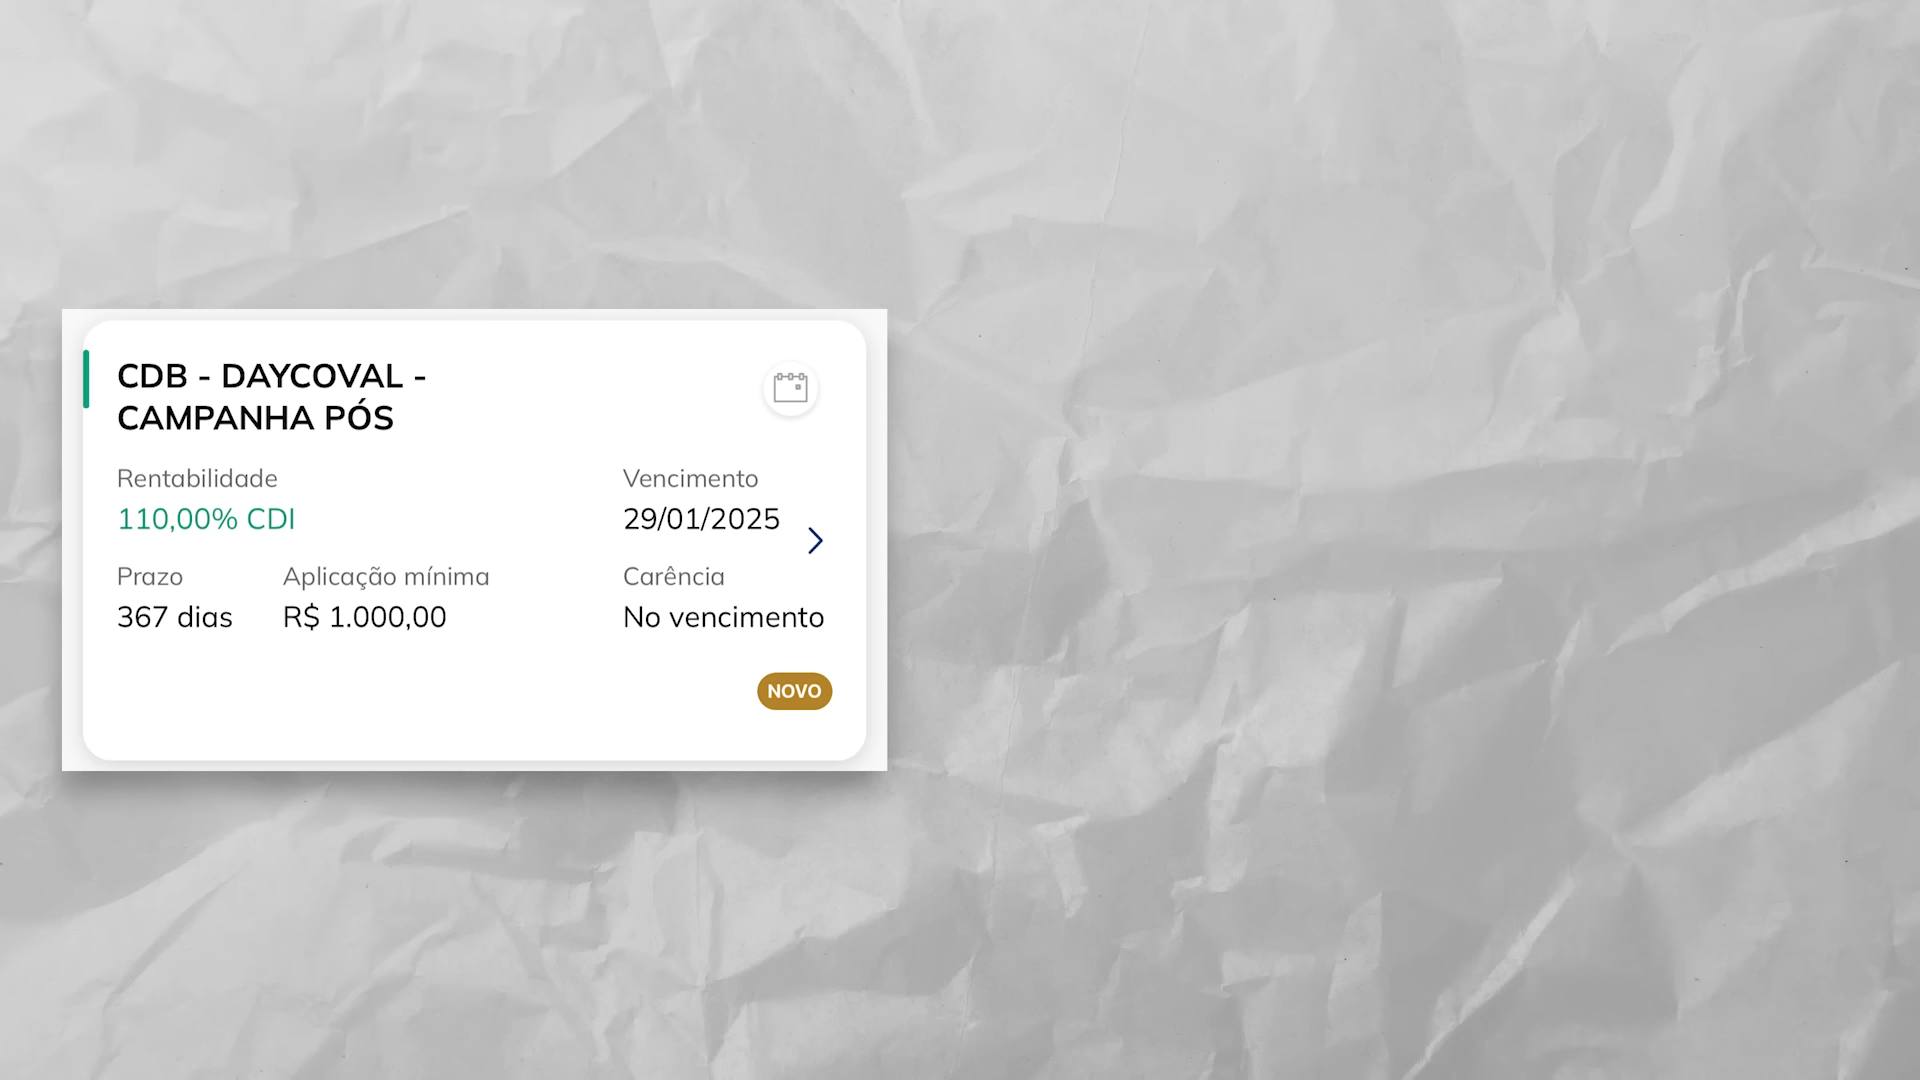 CDB - DAYCOVAL -
CAMPANHA PÓS
Rentabilidade
110,00% CDI
Vencimento
29/01/2025
Prazo
367 dias
Aplicação mínima
R$ 1.000,00
Carência
No vencimento
NOVO